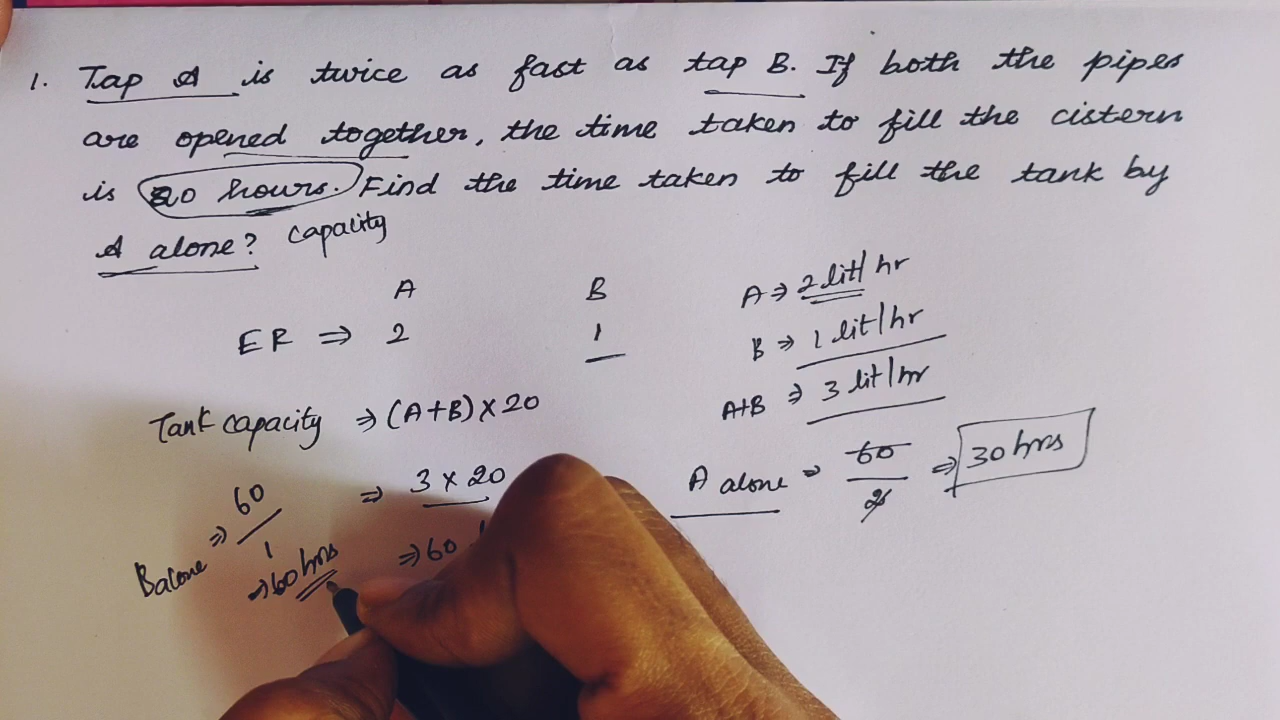 1. Tap A is twice as fast as tap B. If both the pipes
are opened together, the time taken to fill the cistern
is 20 hours. Find the time taken to fill the tank by
A alone? capacity
A B
ER ⇒ 2 1
A ⇒ 2 lit/hr
B ⇒ 1 lit/hr
A+B ⇒ 3 lit/hr
Tank capacity ⇒ (A+B) × 20
⇒ 3 × 20
⇒ 60
A alone ⇒ 60/2 ⇒ 30 hrs
B alone ⇒ 60/1
⇒ 60 hrs